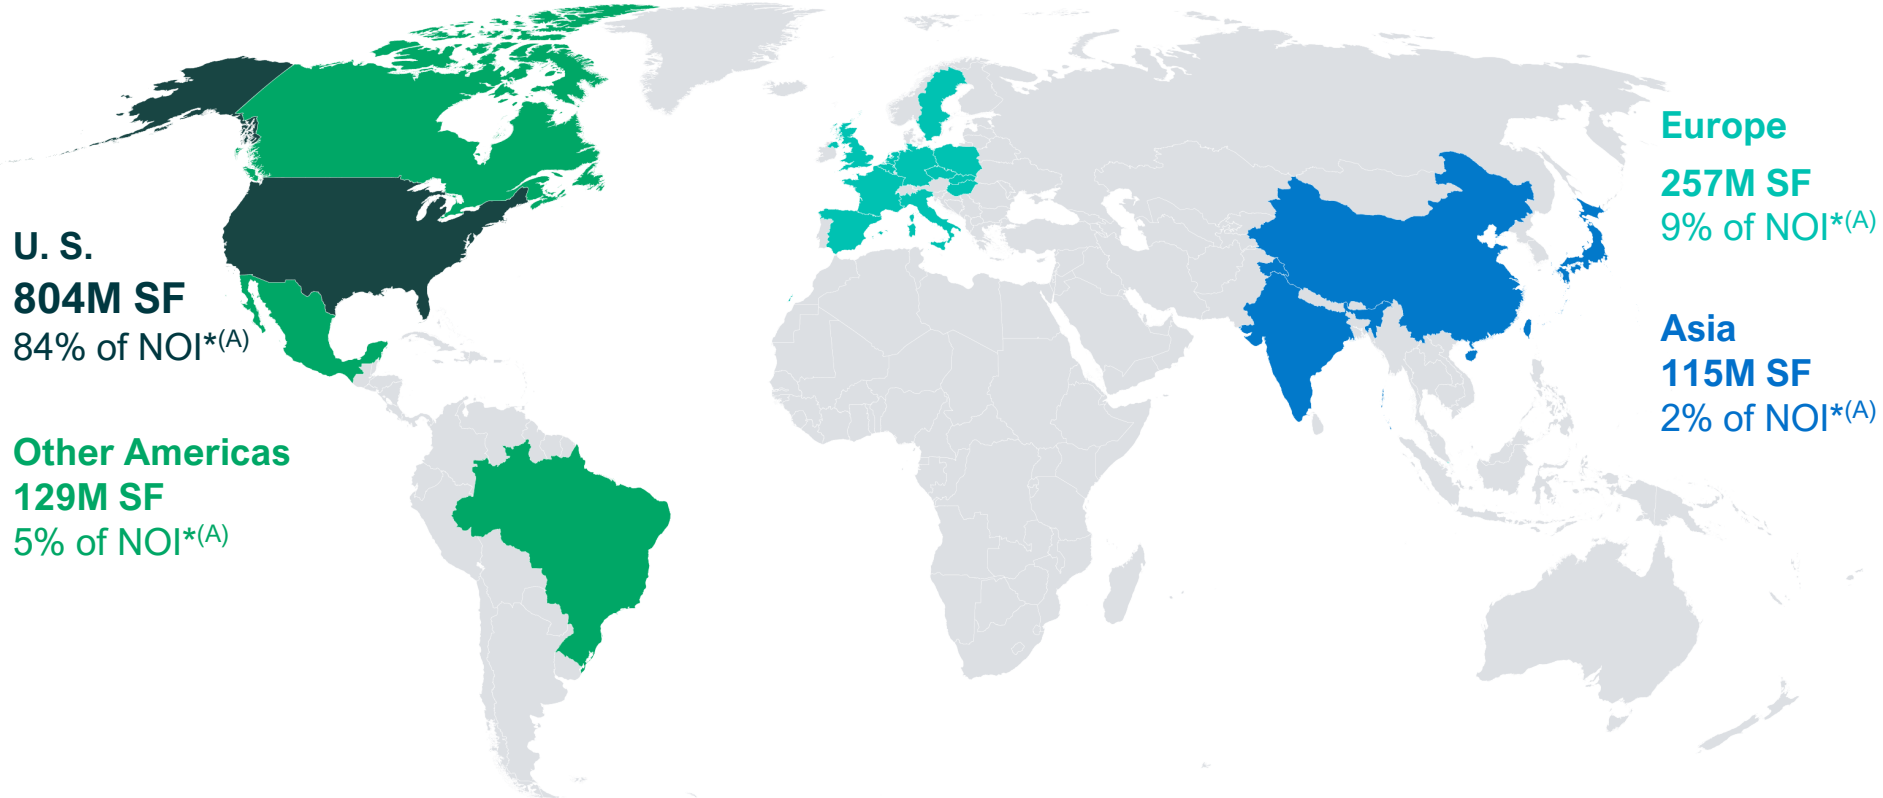 U. S.
804M SF
84% of NOI*(A)
Other Americas
129M SF
5% of NOI*(A)
Europe
257M SF
9% of NOI*(A)
Asia
115M SF
2% of NOI*(A)